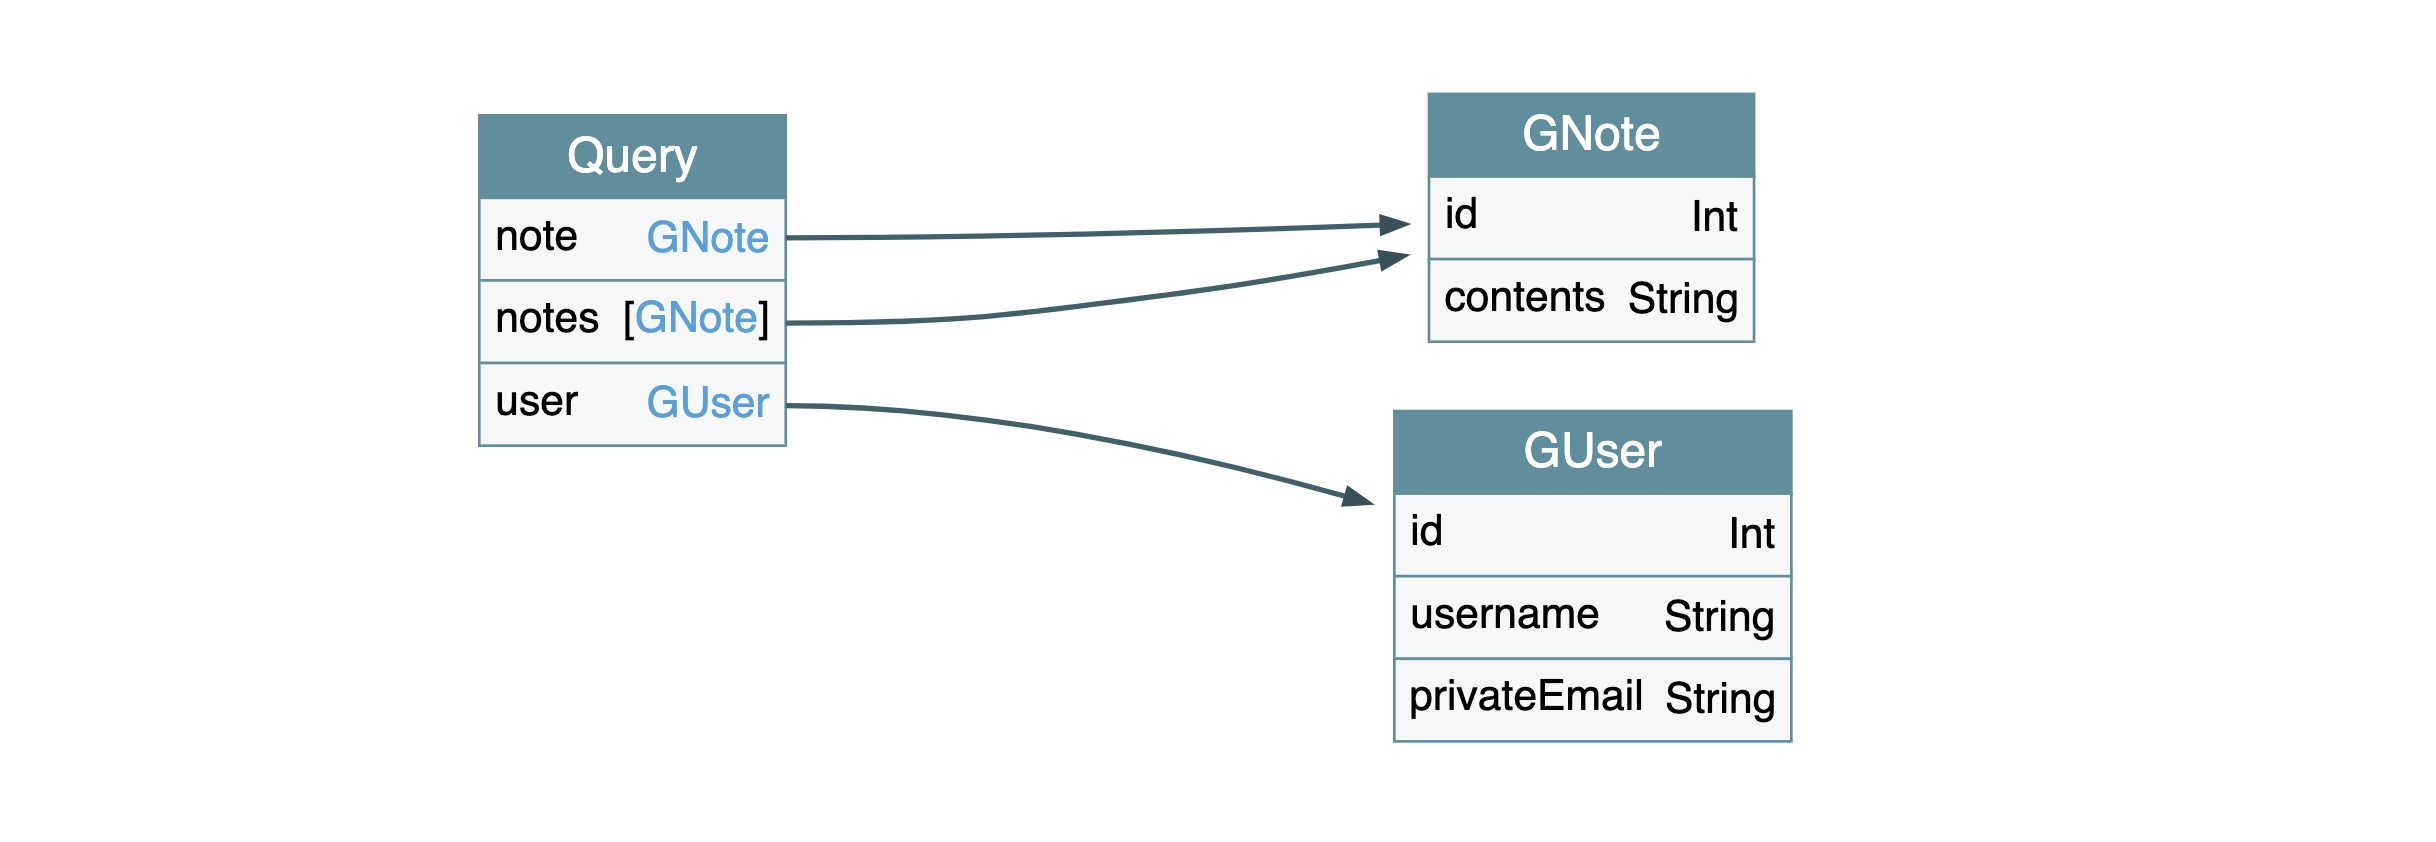 Query
note GNote
notes [GNote]
user GUser
GNote
id Int
contents String
GUser
id Int
username String
privateEmail String